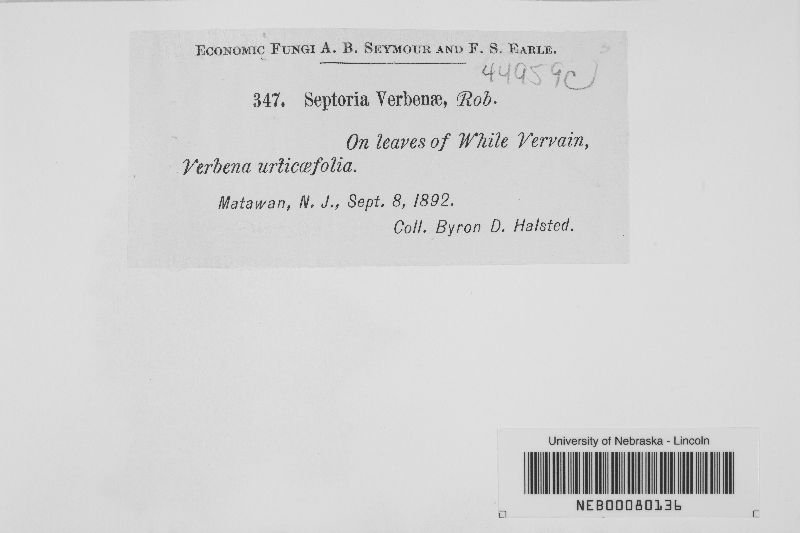 ECONOMIC FUNGI A. B. SEYMOUR AND F. S. EARLE.
44959c
347. Septoria Verbenæ, Rob.
On leaves of White Vervain,
Verbena urticæfolia.
Matawan, N. J., Sept. 8, 1892.
Coll. Byron D. Halsted.
University of Nebraska - Lincoln
NEB00080136